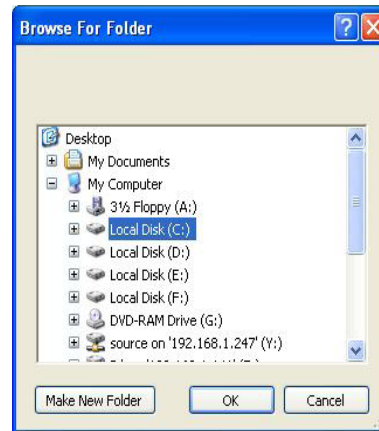 Browse For Folder
Desktop
My Documents
My Computer
3½ Floppy (A:)
Local Disk (C:)
Local Disk (D:)
Local Disk (E:)
Local Disk (F:)
DVD-RAM Drive (G:)
source on '192.168.1.247' (Y:)
Make New Folder
OK
Cancel